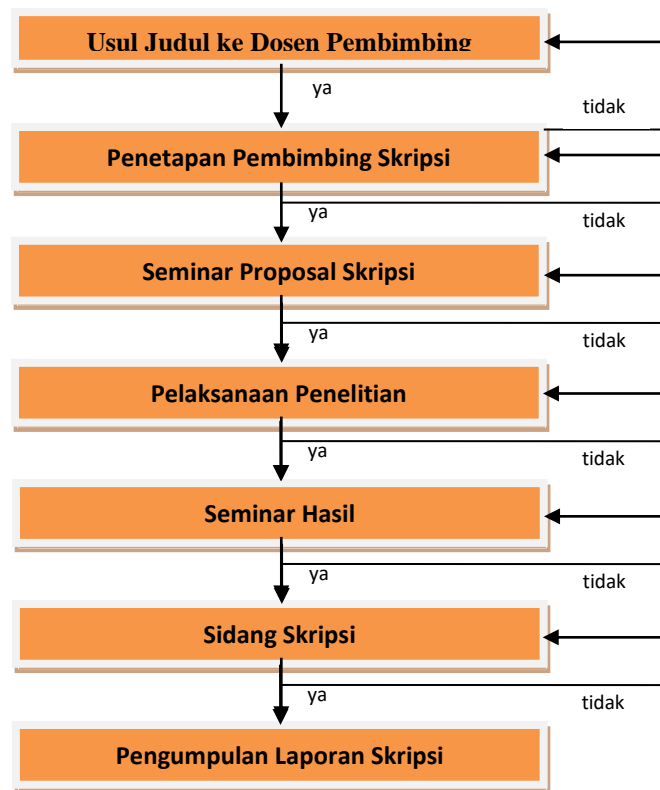 Usul Judul ke Dosen Pembimbing
ya
tidak
Penetapan Pembimbing Skripsi
ya
tidak
Seminar Proposal Skripsi
ya
tidak
Pelaksanaan Penelitian
ya
tidak
Seminar Hasil
ya
tidak
Sidang Skripsi
ya
tidak
Pengumpulan Laporan Skripsi